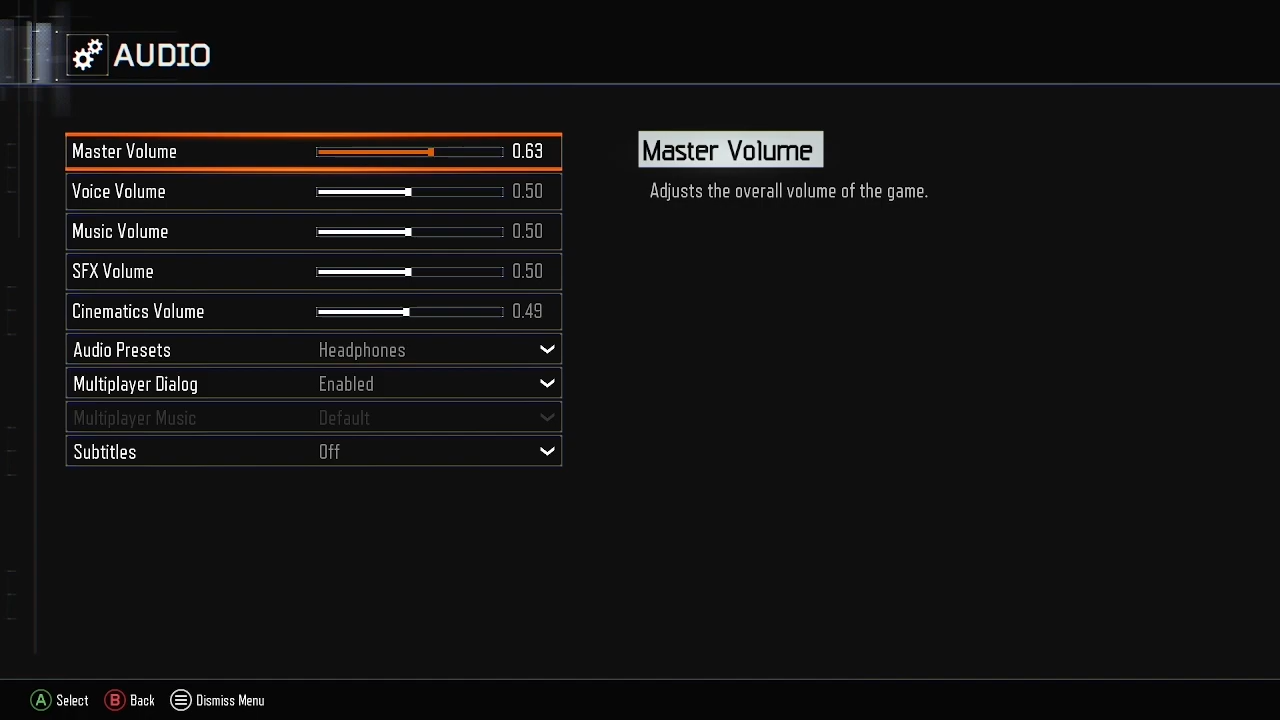 AUDIO
Master Volume 0.63
Voice Volume 0.50
Music Volume 0.50
SFX Volume 0.50
Cinematics Volume 0.49
Audio Presets Headphones
Multiplayer Dialog Enabled
Multiplayer Music Default
Subtitles Off
Master Volume
Adjusts the overall volume of the game.
A Select B Back Dismiss Menu